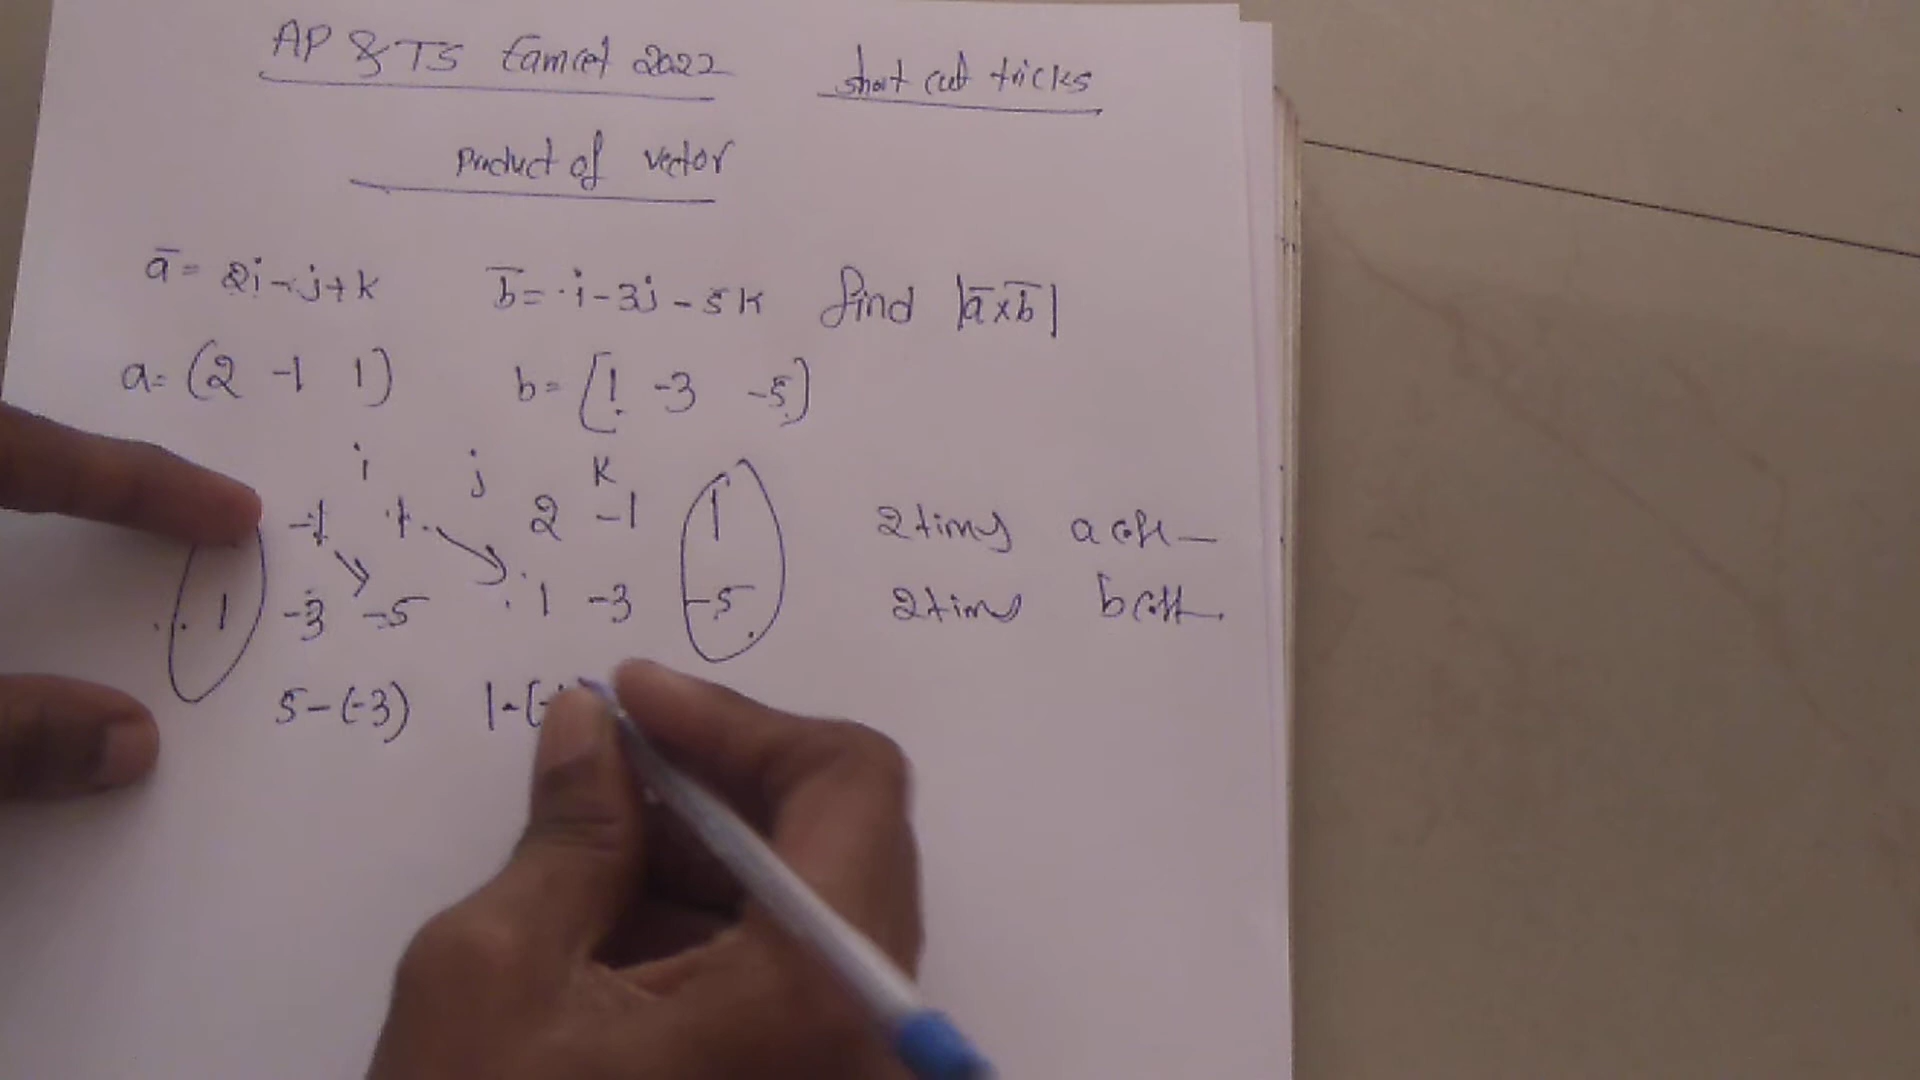 AP & TS Eamcet 2022 short cut tricks
Product of vector
a̅ = 2i - j + k b̅ = i - 3j - 5k find |a̅ x b̅|
a = (2 -1 1) b = [1 -3 -5)
i j k
-1 1 2 -1 1 2 times a
1 -3 -5 1 -3 -5 2 times b
5-(-3) 1-(-